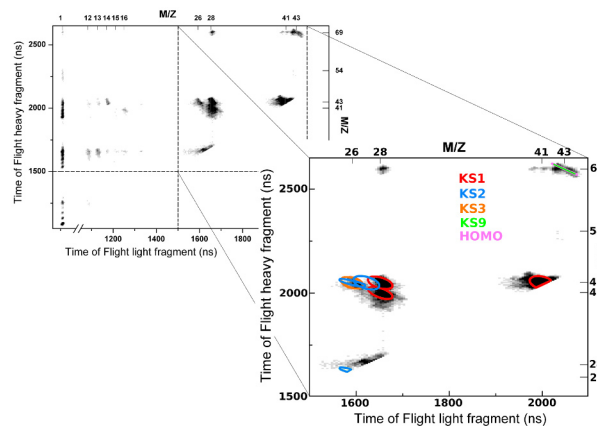 M/Z
1 12 13 14 15 16 26 28 41 43
2500
2000
1500
69
54
43
41
M/Z
Time of Flight heavy fragment (ns)
1200 1400 1600 1800
Time of Flight light fragment (ns)
M/Z
26 28 41 43
KS1
KS2
KS3
KS9
HOMO
2500
2000
1500
6
5
4
4
2
2
Time of Flight heavy fragment (ns)
1600 1800 2000
Time of Flight light fragment (ns)